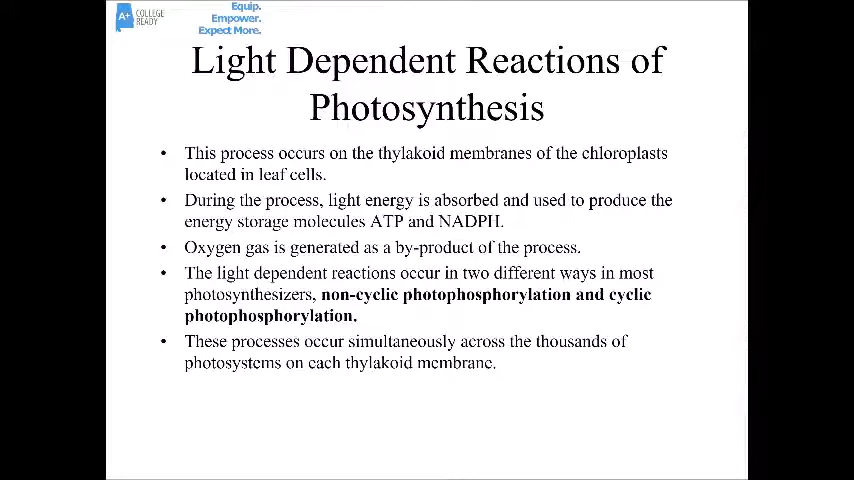 A+ COLLEGE
READY
Equip.
Empower.
Expect More.
Light Dependent Reactions of
Photosynthesis
• This process occurs on the thylakoid membranes of the chloroplasts
located in leaf cells.
• During the process, light energy is absorbed and used to produce the
energy storage molecules ATP and NADPH.
• Oxygen gas is generated as a by-product of the process.
• The light dependent reactions occur in two different ways in most
photosynthesizers, non-cyclic photophosphorylation and cyclic
photophosphorylation.
• These processes occur simultaneously across the thousands of
photosystems on each thylakoid membrane.